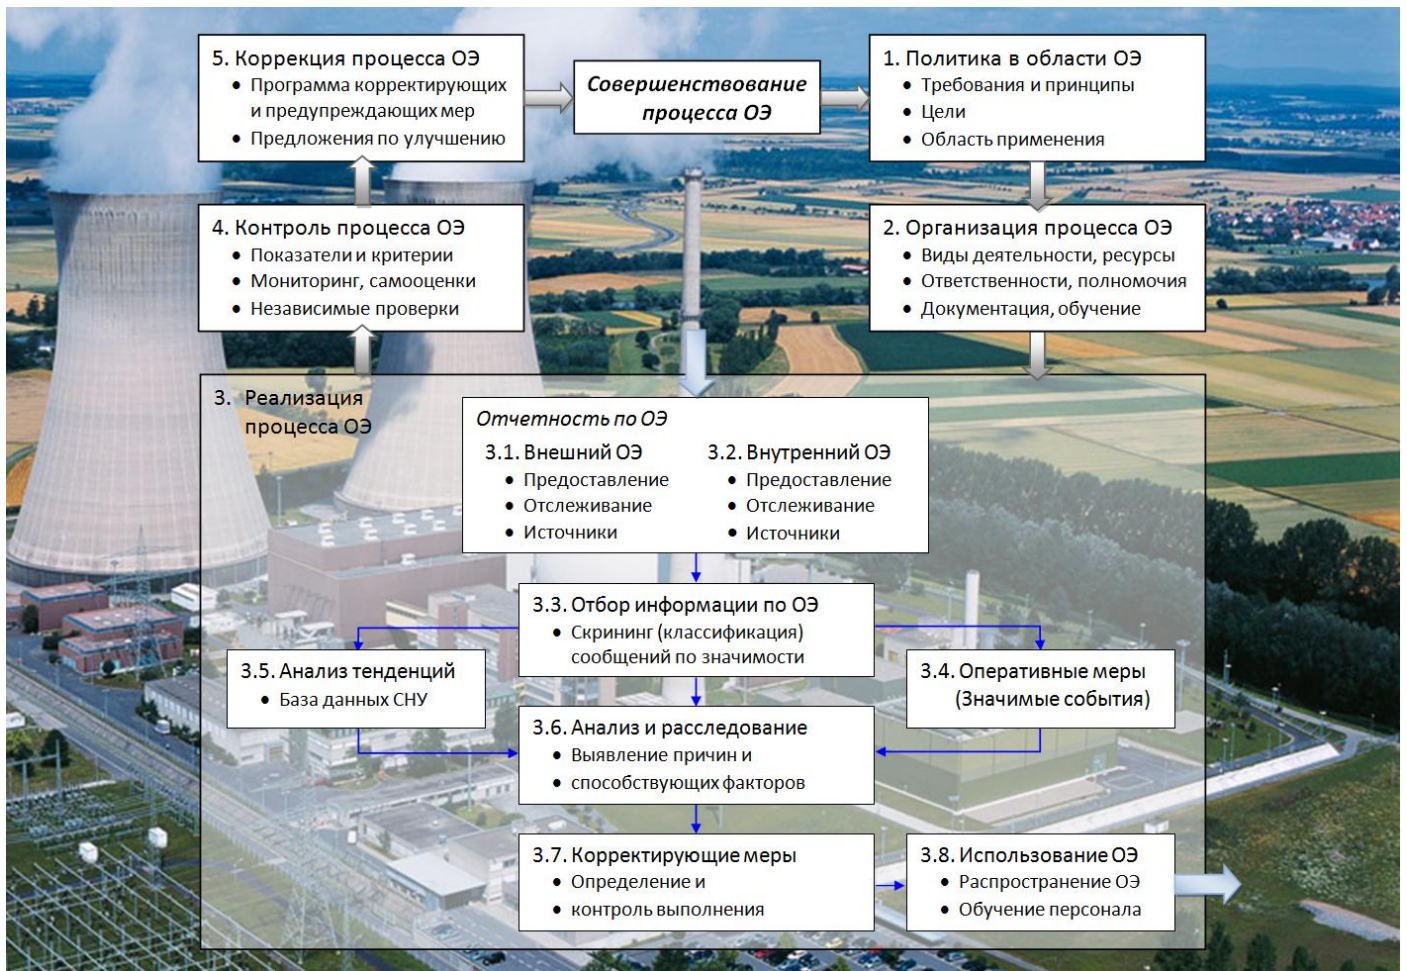 5. Коррекция процесса ОЭ
• Программа корректирующих
и предупреждающих мер
• Предложения по улучшению
Совершенствование
процесса ОЭ
1. Политика в области ОЭ
• Требования и принципы
• Цели
• Область применения
4. Контроль процесса ОЭ
• Показатели и критерии
• Мониторинг, самооценки
• Независимые проверки
2. Организация процесса ОЭ
• Виды деятельности, ресурсы
• Ответственности, полномочия
• Документация, обучение
3. Реализация
процесса ОЭ
Отчетность по ОЭ
3.1. Внешний ОЭ
• Предоставление
• Отслеживание
• Источники
3.2. Внутренний ОЭ
• Предоставление
• Отслеживание
• Источники
3.3. Отбор информации по ОЭ
• Скрининг (классификация)
сообщений по значимости
3.5. Анализ тенденций
• База данных СНУ
3.4. Оперативные меры
(Значимые события)
3.6. Анализ и расследование
• Выявление причин и
• способствующих факторов
3.7. Корректирующие меры
• Определение и
• контроль выполнения
3.8. Использование ОЭ
• Распространение ОЭ
• Обучение персонала